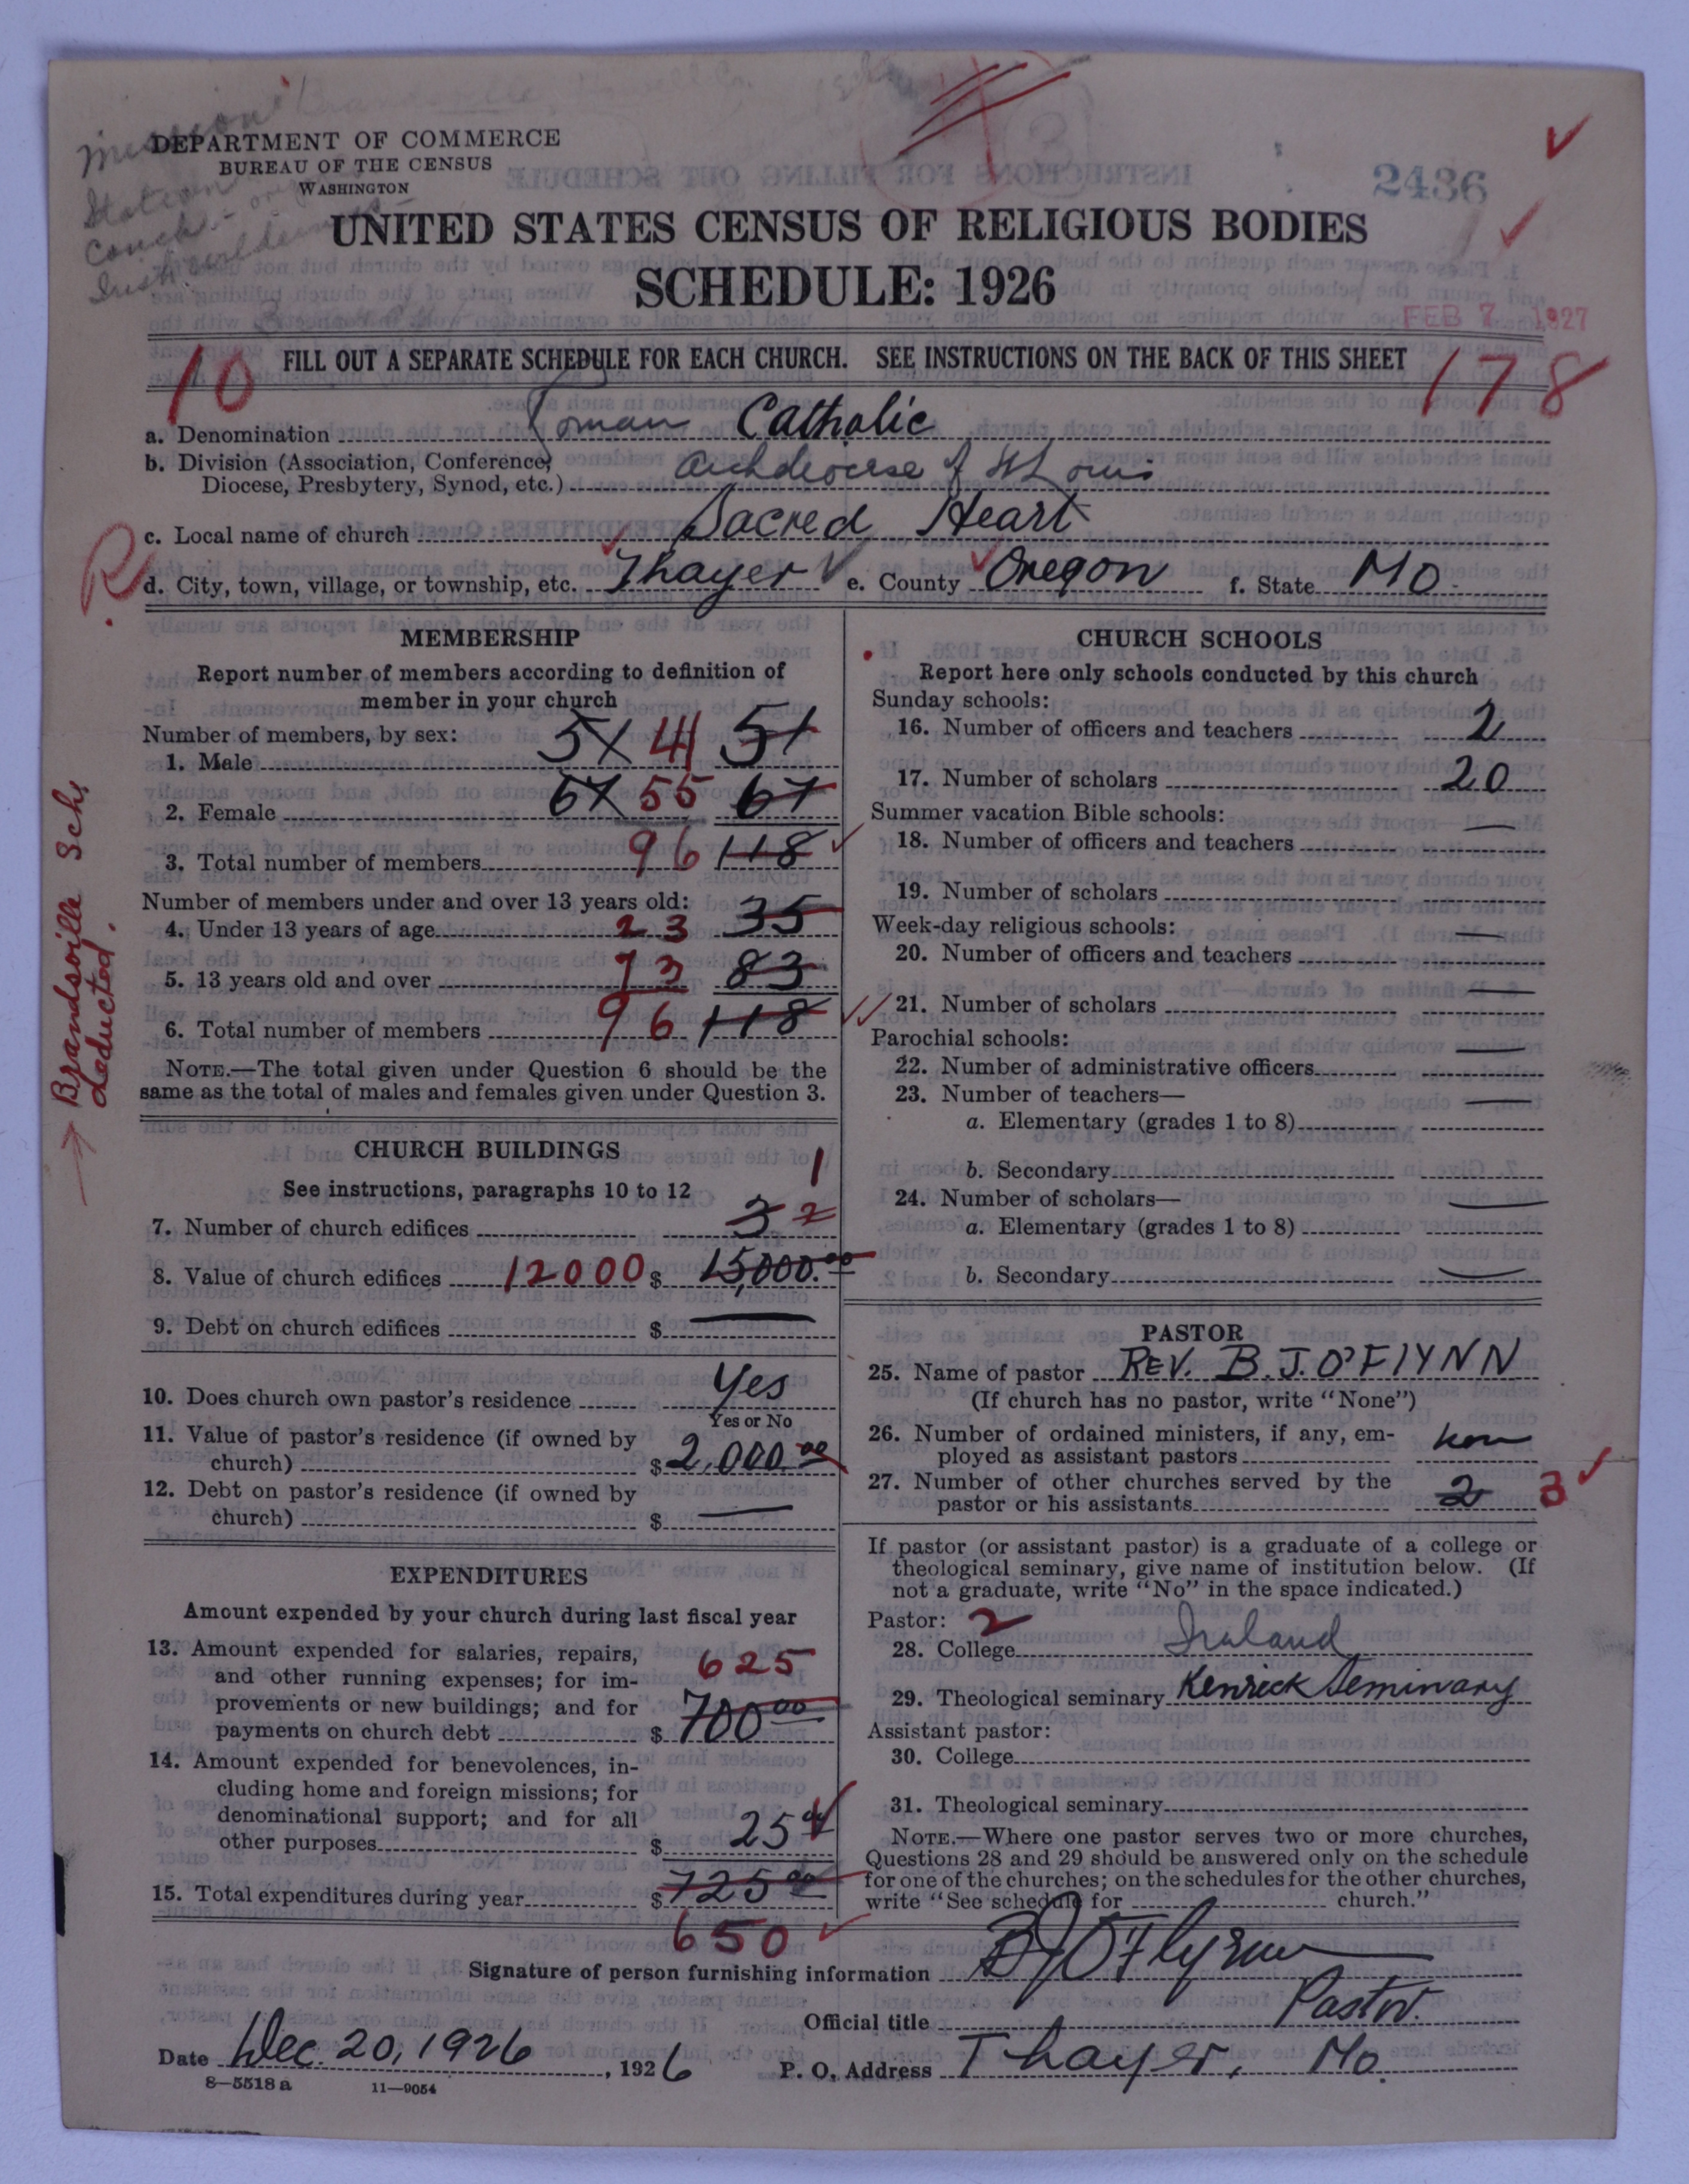 Mission
Station
DEPARTMENT OF COMMERCE
BUREAU OF THE CENSUS
WASHINGTON
2436
UNITED STATES CENSUS OF RELIGIOUS BODIES
SCHEDULE: 1926
FEB 7 1927
10 FILL OUT A SEPARATE SCHEDULE FOR EACH CHURCH. SEE INSTRUCTIONS ON THE BACK OF THIS SHEET 178
a. Denomination Roman Catholic
b. Division (Association, Conference,
Diocese, Presbytery, Synod, etc.) Archdiocese of St Louis
c. Local name of church Sacred Heart
R d. City, town, village, or township, etc. Thayer e. County Oregon f. State Mo.
MEMBERSHIP
Report number of members according to definition of
member in your church
Number of members, by sex:
1. Male 51 41 51
2. Female 67 55 67
3. Total number of members 96 118
Number of members under and over 13 years old:
4. Under 13 years of age 23 35
5. 13 years old and over 73 83
6. Total number of members 96 118
NOTE.—The total given under Question 6 should be the
same as the total of males and females given under Question 3.
Brandsville Sch.
deducted.
CHURCH BUILDINGS
See instructions, paragraphs 10 to 12
1
7. Number of church edifices 3 2
8. Value of church edifices 12000 $ 15,000.00
9. Debt on church edifices $ —
10. Does church own pastor's residence Yes
Yes or No
11. Value of pastor's residence (if owned by
church) $ 2,000.00
12. Debt on pastor's residence (if owned by
church) $ —
EXPENDITURES
Amount expended by your church during last fiscal year
13. Amount expended for salaries, repairs,
and other running expenses; for im-
provements or new buildings; and for
payments on church debt $ 700.00
625
14. Amount expended for benevolences, in-
cluding home and foreign missions; for
denominational support; and for all
other purposes $ 25.00
15. Total expenditures during year $ 725.00
650
CHURCH SCHOOLS
Report here only schools conducted by this church
Sunday schools:
16. Number of officers and teachers 2
17. Number of scholars 20
Summer vacation Bible schools:
18. Number of officers and teachers —
19. Number of scholars
Week-day religious schools:
20. Number of officers and teachers —
21. Number of scholars —
Parochial schools:
22. Number of administrative officers —
23. Number of teachers—
a. Elementary (grades 1 to 8) —
b. Secondary
24. Number of scholars—
a. Elementary (grades 1 to 8) —
b. Secondary —
PASTOR
25. Name of pastor REV. B. J. O'FLYNN
(If church has no pastor, write "None")
26. Number of ordained ministers, if any, em-
ployed as assistant pastors
27. Number of other churches served by the
pastor or his assistants 2 3
If pastor (or assistant pastor) is a graduate of a college or
theological seminary, give name of institution below. (If
not a graduate, write "No" in the space indicated.)
Pastor: 2
28. College Ireland
29. Theological seminary Kenrick Seminary
Assistant pastor:
30. College
31. Theological seminary
NOTE.—Where one pastor serves two or more churches,
Questions 28 and 29 should be answered only on the schedule
for one of the churches; on the schedules for the other churches,
write "See schedule for church."
Signature of person furnishing information B J O'Flynn
Official title Pastor.
Date Dec. 20, 1926, 1926 P. O. Address Thayer, Mo.
8—5518 a 11—9054